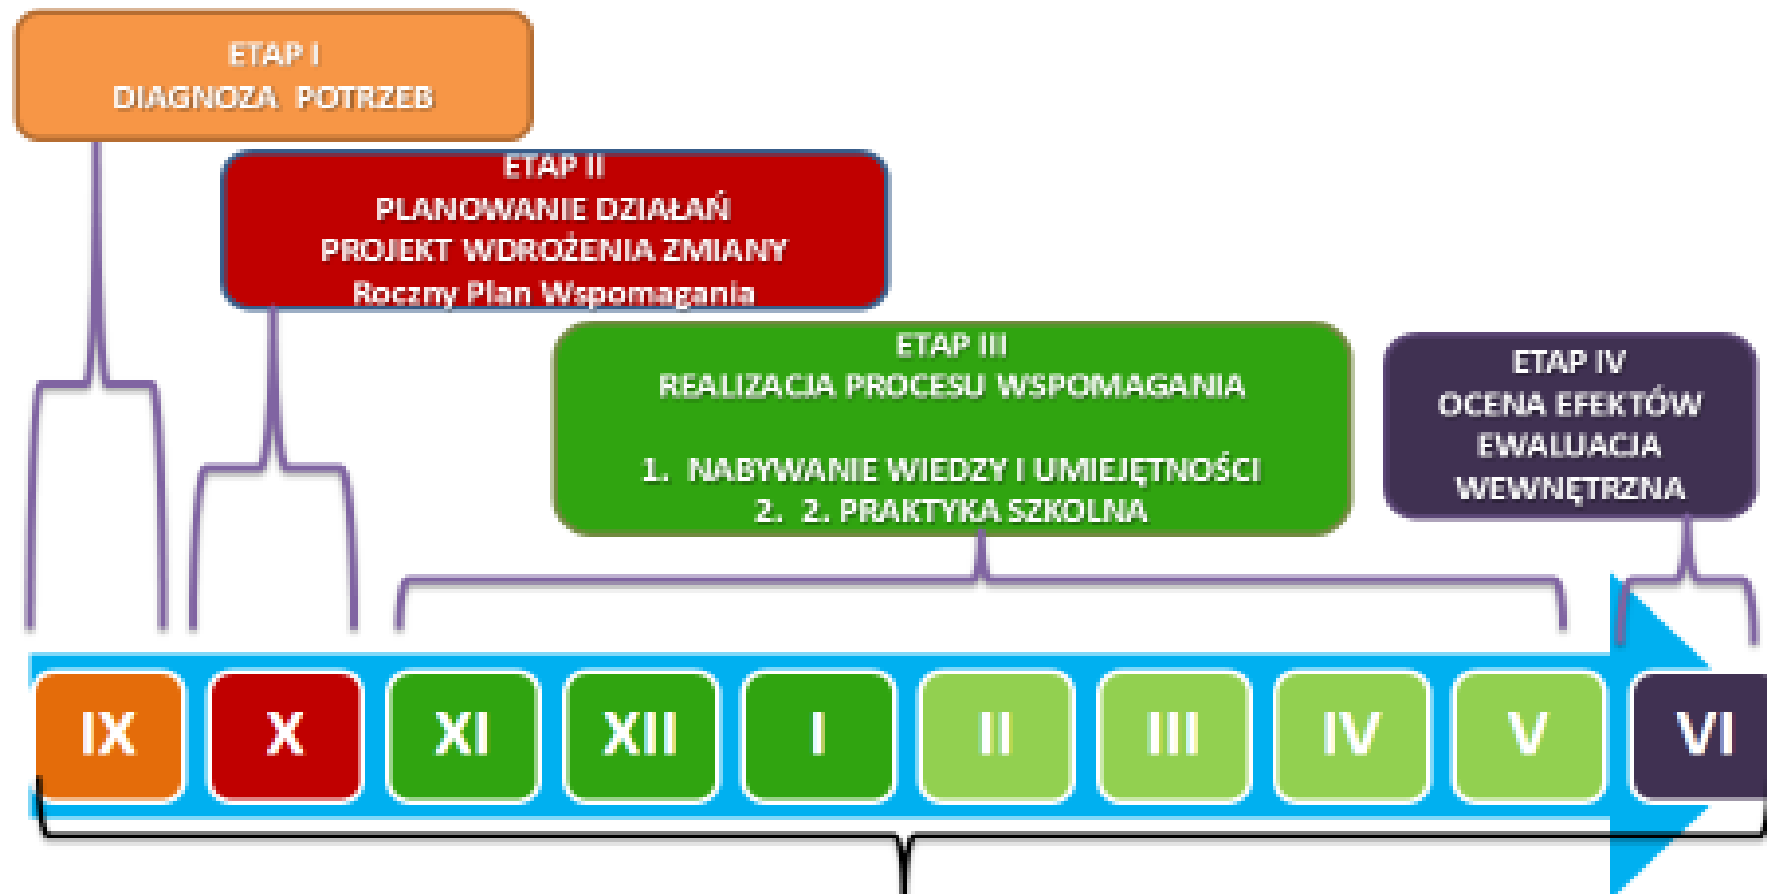 ETAP I
DIAGNOZA POTRZEB
ETAP II
PLANOWANIE DZIAŁAŃ
PROJEKT WDROŻENIA ZMIANY
Roczny Plan Wspomagania
ETAP III
REALIZACJA PROCESU WSPOMAGANIA
1. NABYWANIE WIEDZY I UMIEJĘTNOŚCI
2. 2. PRAKTYKA SZKOLNA
ETAP IV
OCENA EFEKTÓW
EWALUACJA
WEWNĘTRZNA
IX X XI XII I II III IV V VI